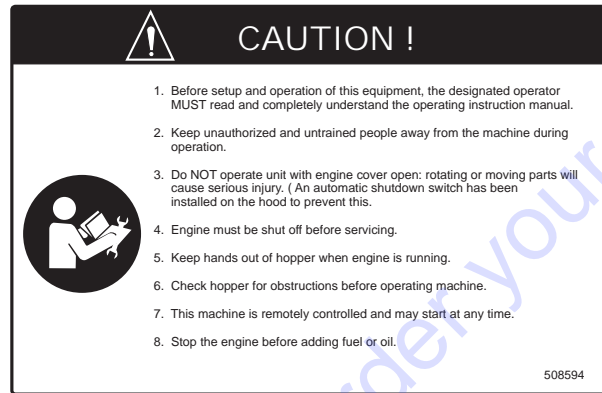 CAUTION !
1. Before setup and operation of this equipment, the designated operator
MUST read and completely understand the operating instruction manual.
2. Keep unauthorized and untrained people away from the machine during
operation.
3. Do NOT operate unit with engine cover open: rotating or moving parts will
cause serious injury. ( An automatic shutdown switch has been
installed on the hood to prevent this.
4. Engine must be shut off before servicing.
5. Keep hands out of hopper when engine is running.
6. Check hopper for obstructions before operating machine.
7. This machine is remotely controlled and may start at any time.
8. Stop the engine before adding fuel or oil.
508594
order your